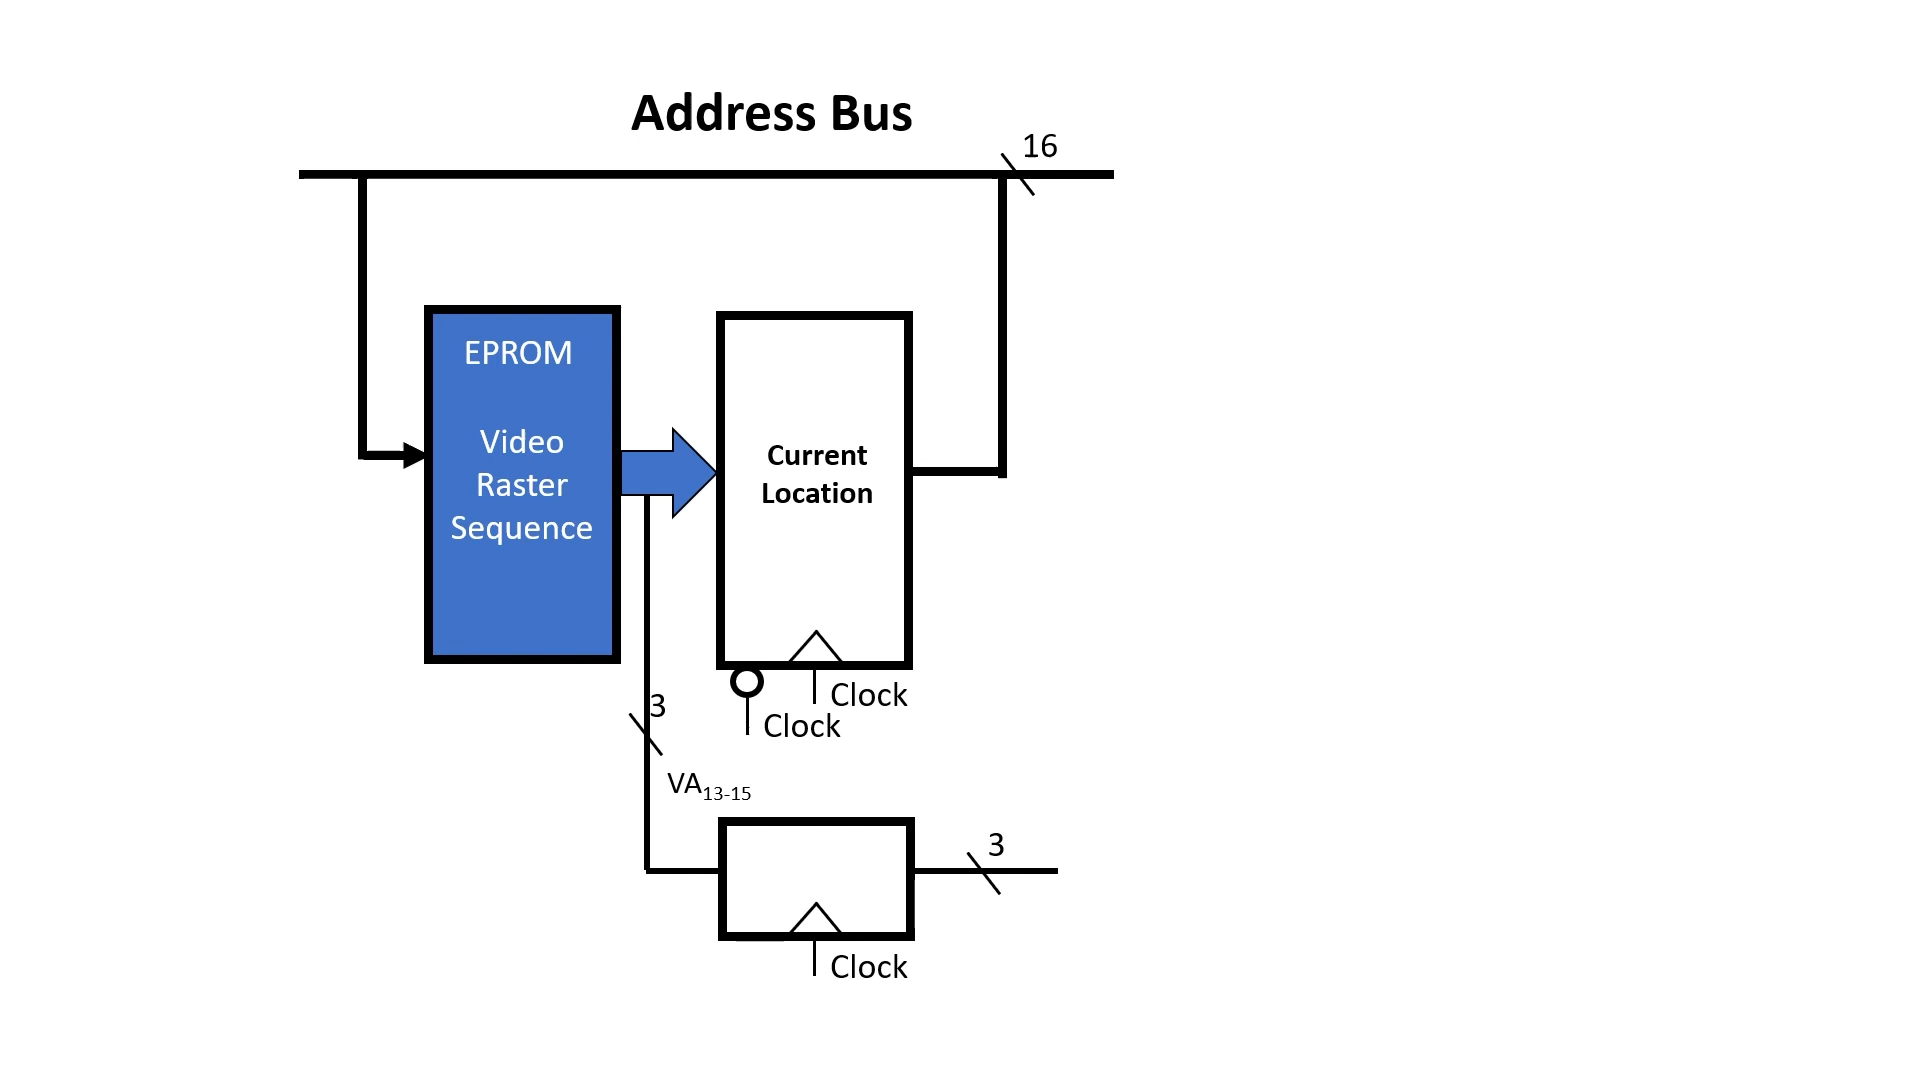 Address Bus
16
EPROM
Video
Raster
Sequence
Current
Location
Clock
Clock
3
VA₁₃₋₁₅
3
Clock